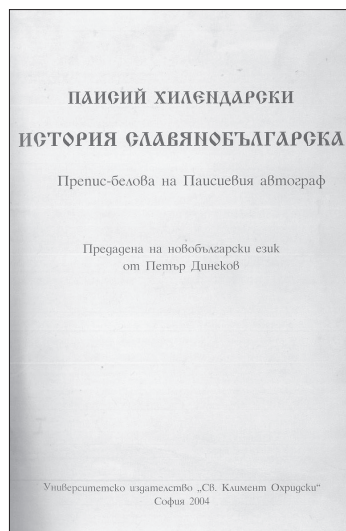 ПАИСИЙ ХИЛЕНДАРСКИ
ИСТОРИЯ СЛАВЯНОБЪЛГАРСКА
Препис-белова на Паисиевия автограф
Предадена на новобългарски език
от Петър Динеков
Университетско издателство „Св. Климент Охридски“
София 2004